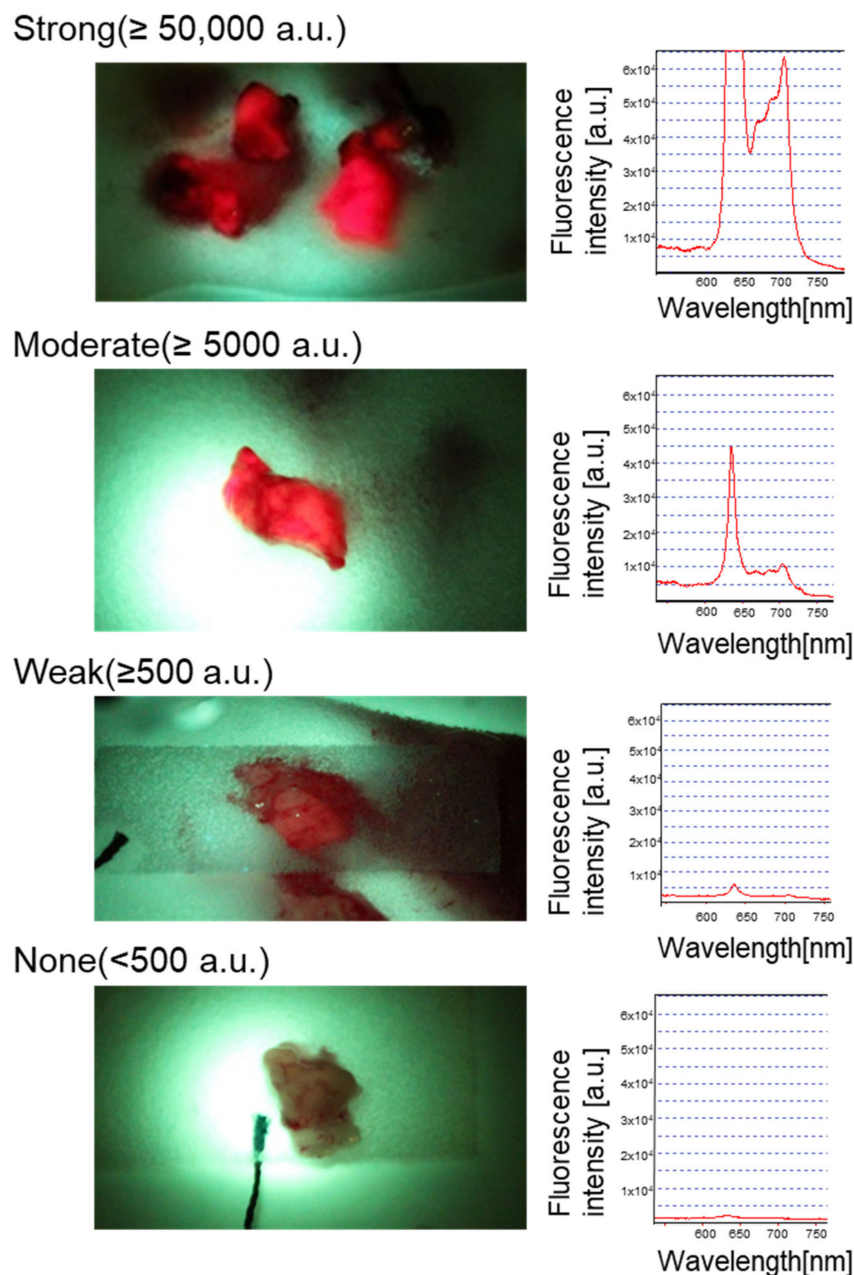 Strong(≥ 50,000 a.u.)
Fluorescence
intensity [a.u.]
6x10⁴
5x10⁴
4x10⁴
3x10⁴
2x10⁴
1x10⁴
600 650 700 750
Wavelength[nm]
Moderate(≥ 5000 a.u.)
Fluorescence
intensity [a.u.]
6x10⁴
5x10⁴
4x10⁴
3x10⁴
2x10⁴
1x10⁴
600 650 700 750
Wavelength[nm]
Weak(≥500 a.u.)
Fluorescence
intensity [a.u.]
6x10⁴
5x10⁴
4x10⁴
3x10⁴
2x10⁴
1x10⁴
600 650 700 750
Wavelength[nm]
None(<500 a.u.)
Fluorescence
intensity [a.u.]
6x10⁴
5x10⁴
4x10⁴
3x10⁴
2x10⁴
1x10⁴
600 650 700 750
Wavelength[nm]